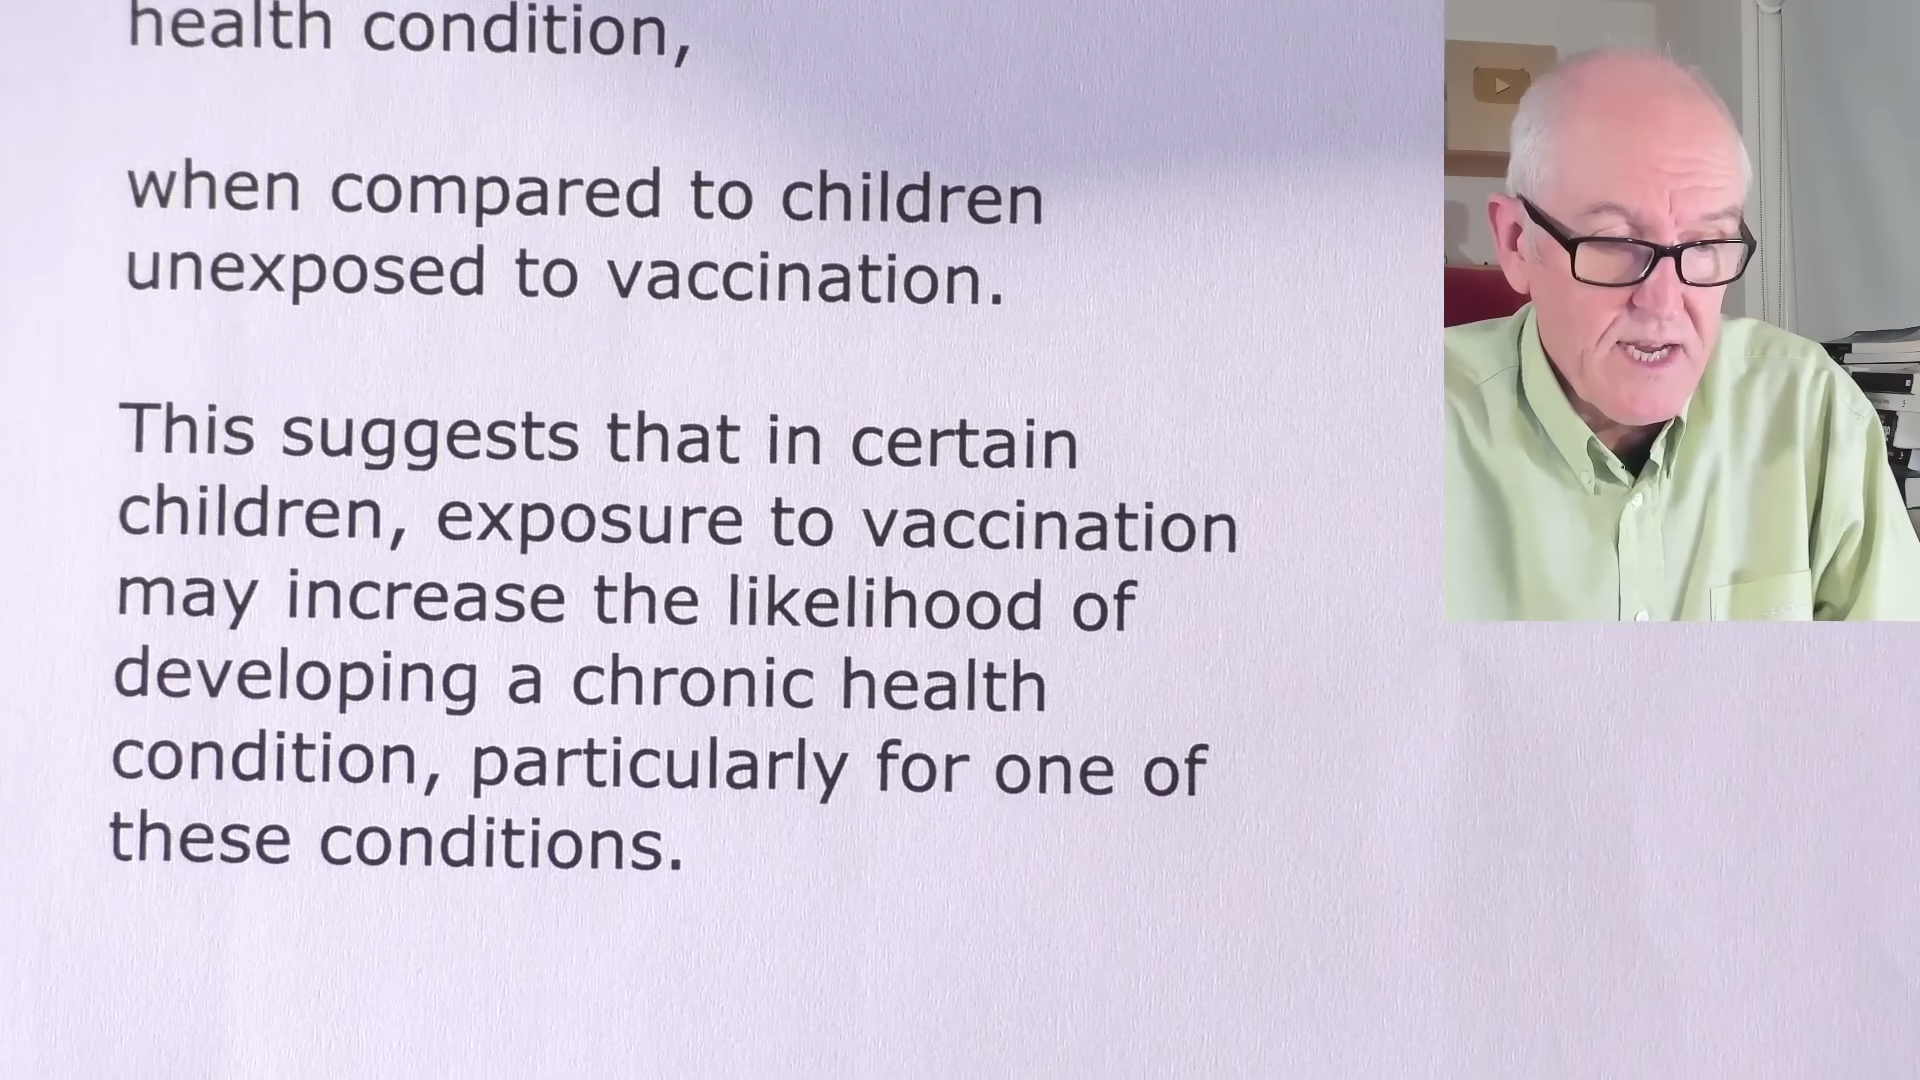 health condition,
when compared to children
unexposed to vaccination.
This suggests that in certain
children, exposure to vaccination
may increase the likelihood of
developing a chronic health
condition, particularly for one of
these conditions.